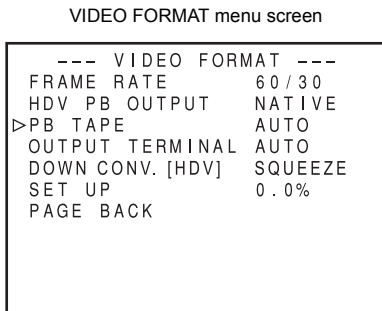 VIDEO FORMAT menu screen
--- VIDEO FORMAT ---
FRAME RATE 60/30
HDV PB OUTPUT NATIVE
▷PB TAPE AUTO
OUTPUT TERMINAL AUTO
DOWN CONV. [HDV] SQUEEZE
SET UP 0.0%
PAGE BACK